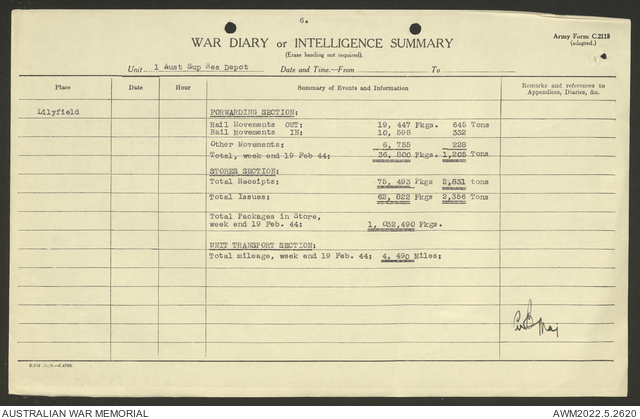 6.
WAR DIARY or INTELLIGENCE SUMMARY
Army Form C.2118
(adapted.)
(Erase heading not required).
Unit.... 1 Aust Sup Res Depot Date and Time.—From To
Place Date Hour Summary of Events and Information Remarks and references to Appendices, Diaries, &c.
Lilyfield FORWARDING SECTION:
Rail Movements OUT: 19, 447 Pkgs. 645 Tons
Rail Movements IN: 10, 598 332
Other Movements: 6, 755 228
Total, week end 19 Feb 44: 36, 800 Pkgs. 1,205 Tons
STORES SECTION:
Total Receipts: 75, 493 Pkgs 2,831 tons
Total Issues: 62, 822 Pkgs 2,356 Tons
Total Packages in Store,
week end 19 Feb. 44: 1, 032,490 Pkgs.
UNIT TRANSPORT SECTION:
Total mileage, week end 19 Feb. 44: 4, 490 Miles:
Maj
AUSTRALIAN WAR MEMORIAL AWM2022.5.2620